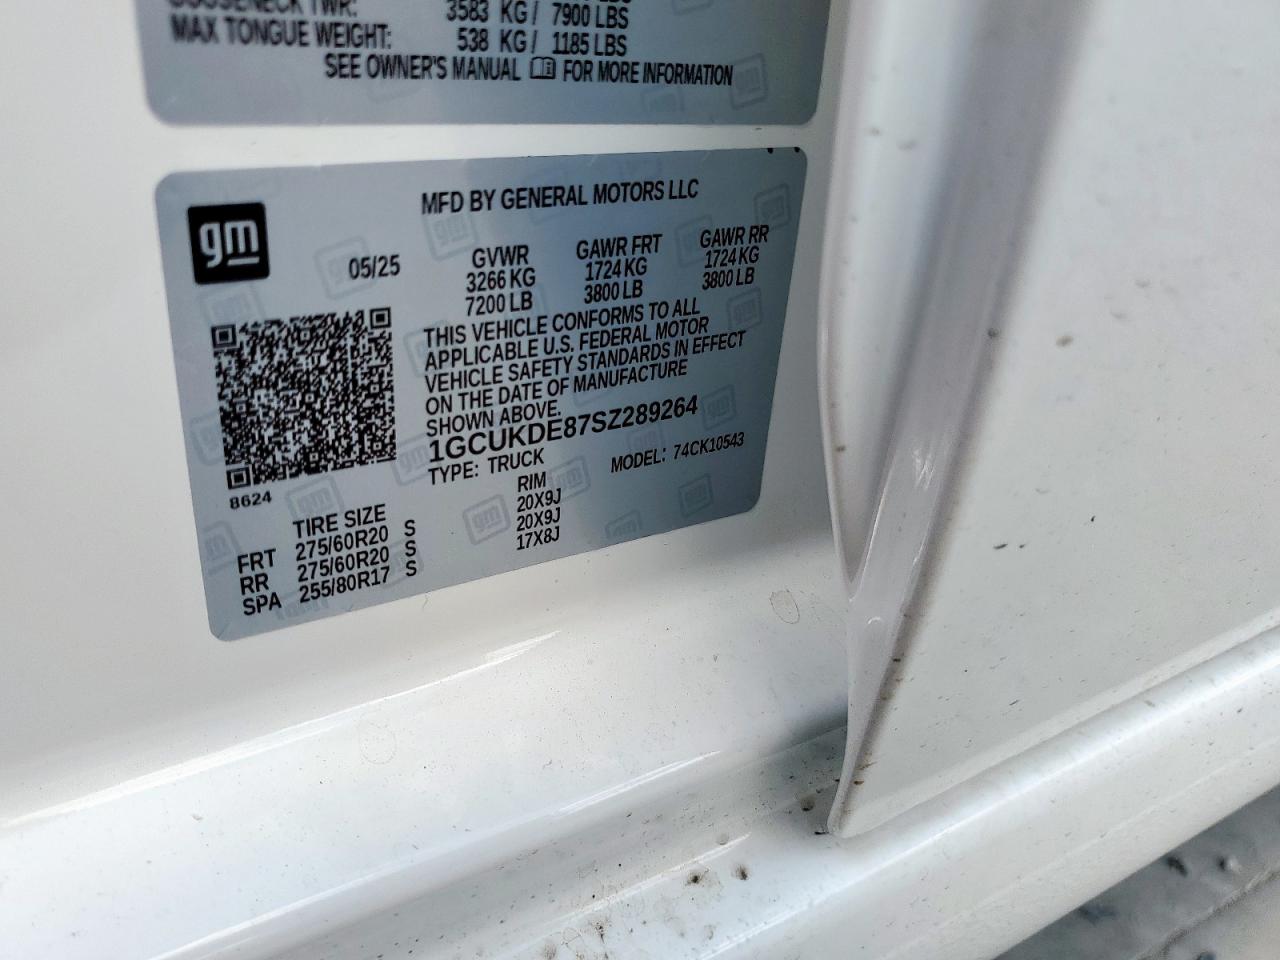 GOOSENECK TWR: 3583 KG / 7900 LBS
MAX TONGUE WEIGHT: 538 KG / 1185 LBS
SEE OWNER'S MANUAL FOR MORE INFORMATION
gm
MFD BY GENERAL MOTORS LLC
05/25
GVWR GAWR FRT GAWR RR
3266 KG 1724 KG 1724 KG
7200 LB 3800 LB 3800 LB
THIS VEHICLE CONFORMS TO ALL
APPLICABLE U.S. FEDERAL MOTOR
VEHICLE SAFETY STANDARDS IN EFFECT
ON THE DATE OF MANUFACTURE
SHOWN ABOVE.
1GCUKDE87SZ289264
TYPE: TRUCK MODEL: 74CK10543
8624
TIRE SIZE RIM
FRT 275/60R20 S 20X9J
RR 275/60R20 S 20X9J
SPA 255/80R17 S 17X8J